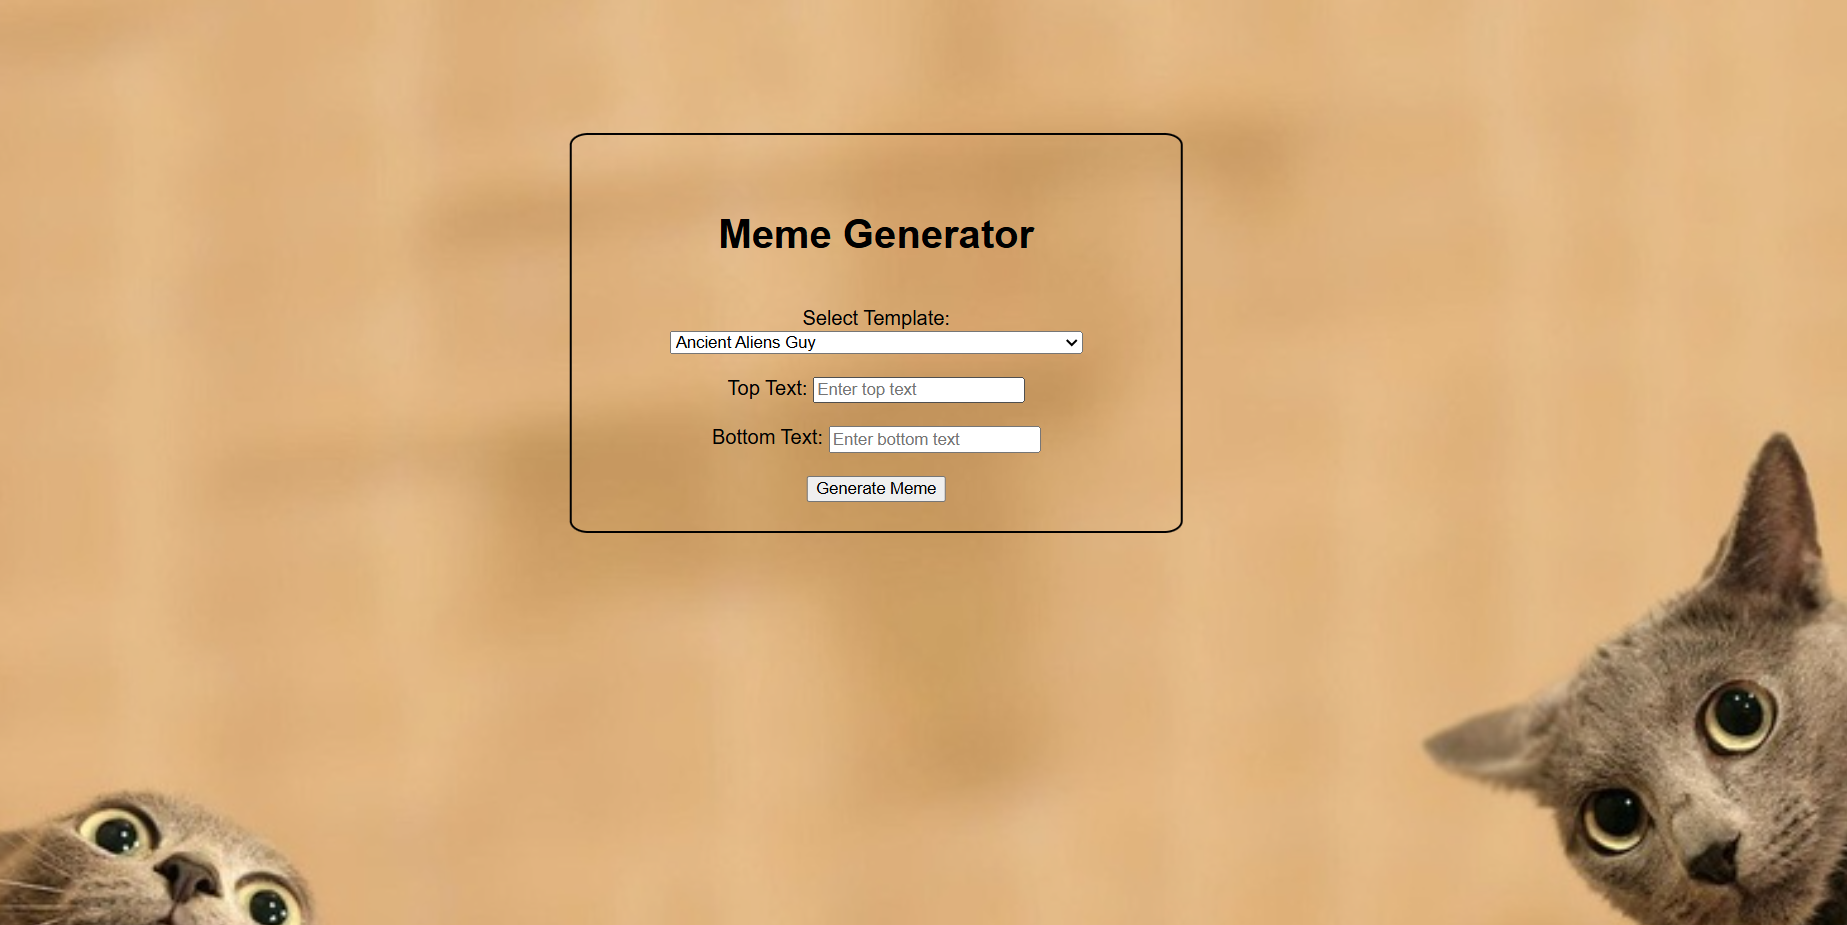 Meme Generator
Select Template:
Ancient Aliens Guy
Top Text: Enter top text
Bottom Text: Enter bottom text
Generate Meme